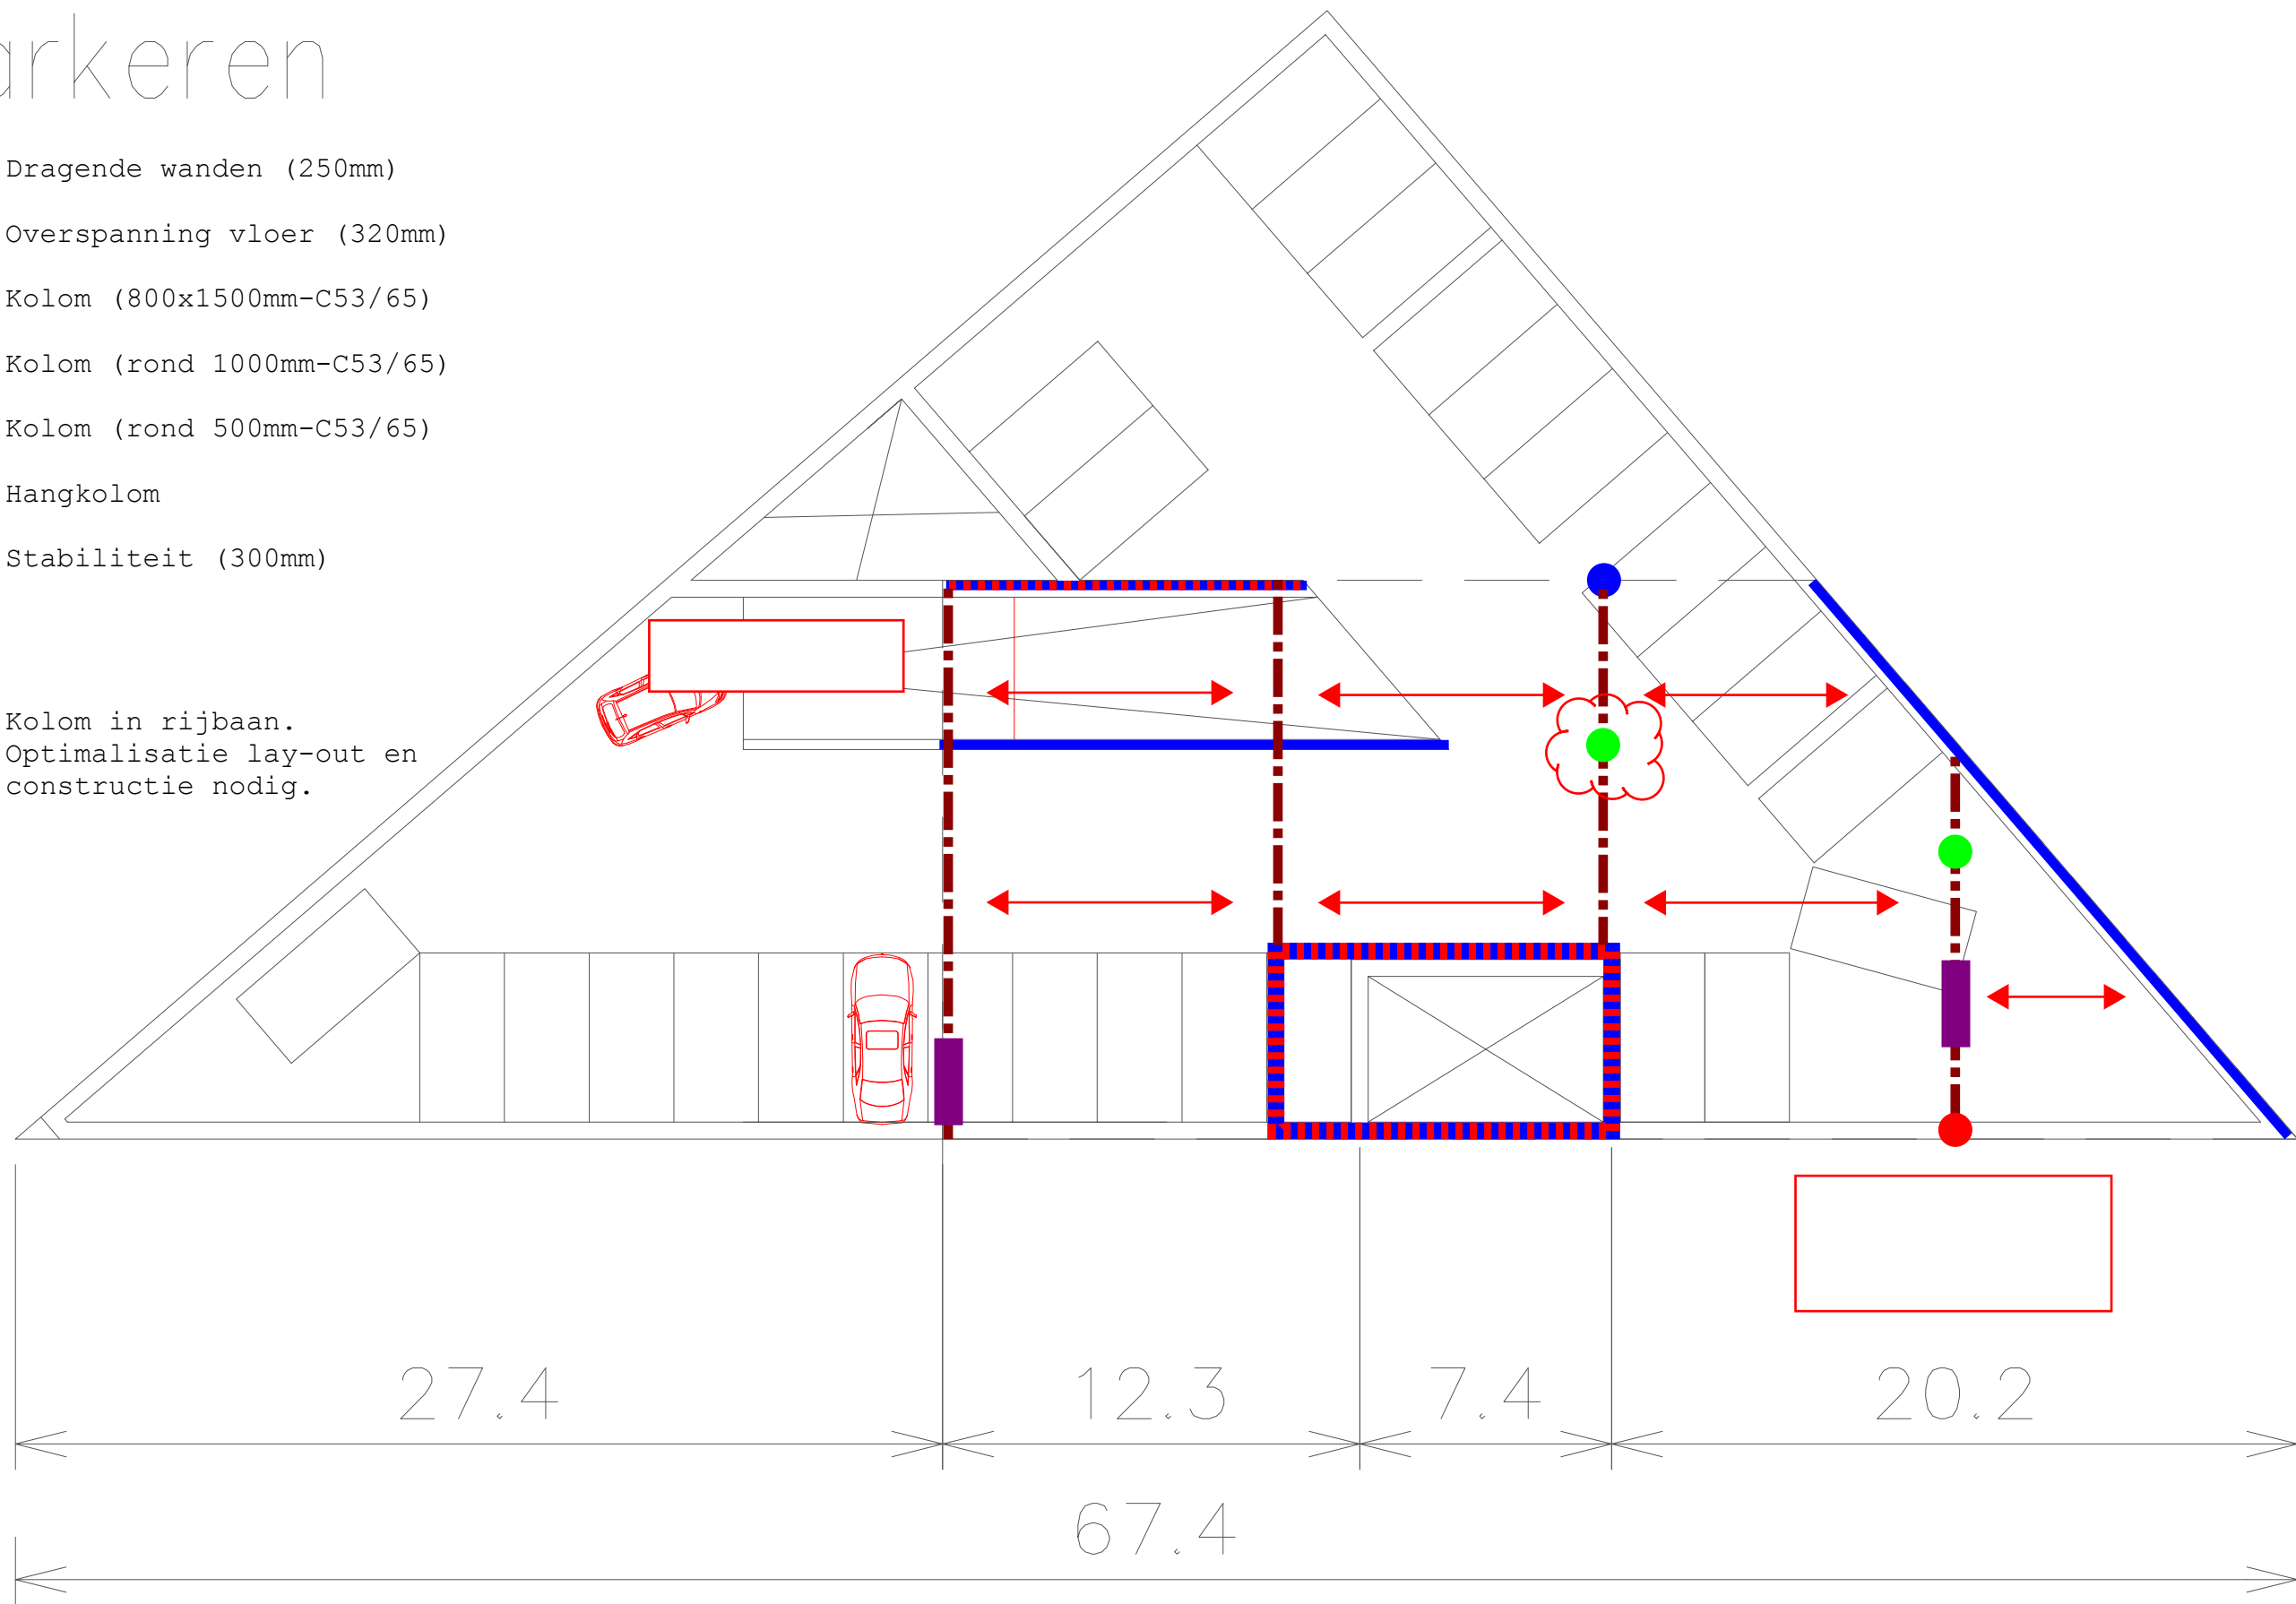 arkeren
Dragende wanden (250mm)
Overspanning vloer (320mm)
Kolom (800x1500mm-C53/65)
Kolom (rond 1000mm-C53/65)
Kolom (rond 500mm-C53/65)
Hangkolom
Stabiliteit (300mm)
Kolom in rijbaan.
Optimalisatie lay-out en
constructie nodig.
27.4
12.3
7.4
20.2
67.4